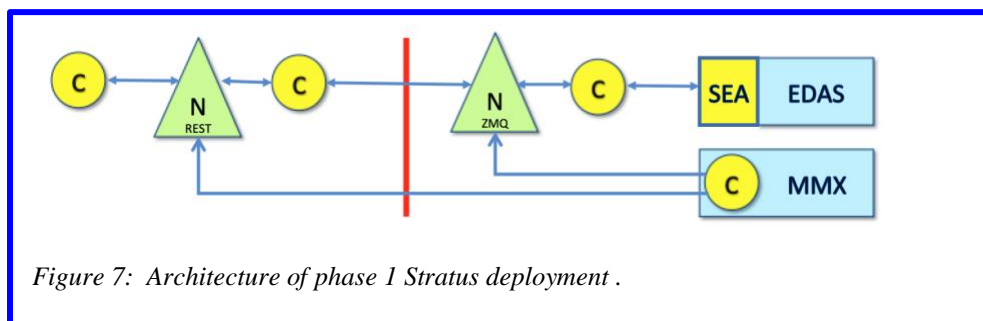 C
N
REST
C
N
ZMQ
C
SEA
EDAS
C
MMX
Figure 7: Architecture of phase 1 Stratus deployment .